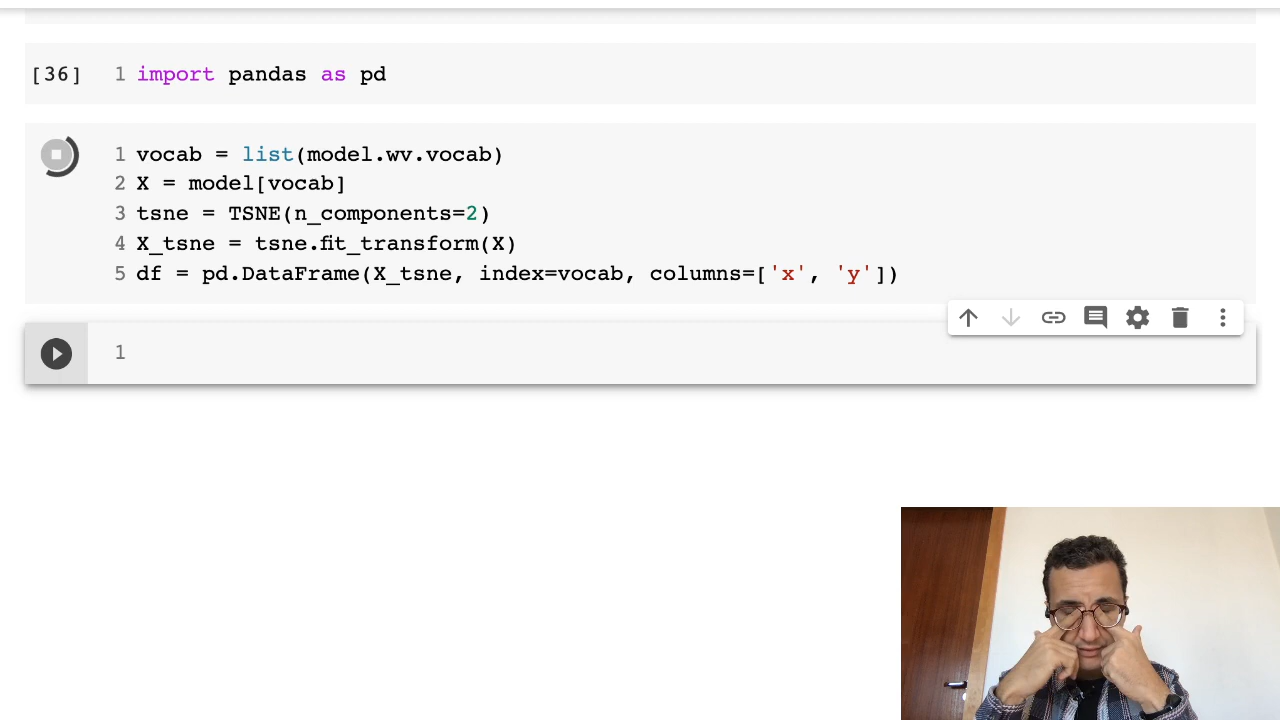 [36] 1 import pandas as pd
1 vocab = list(model.wv.vocab)
2 X = model[vocab]
3 tsne = TSNE(n_components=2)
4 X_tsne = tsne.fit_transform(X)
5 df = pd.DataFrame(X_tsne, index=vocab, columns=['x', 'y'])
1